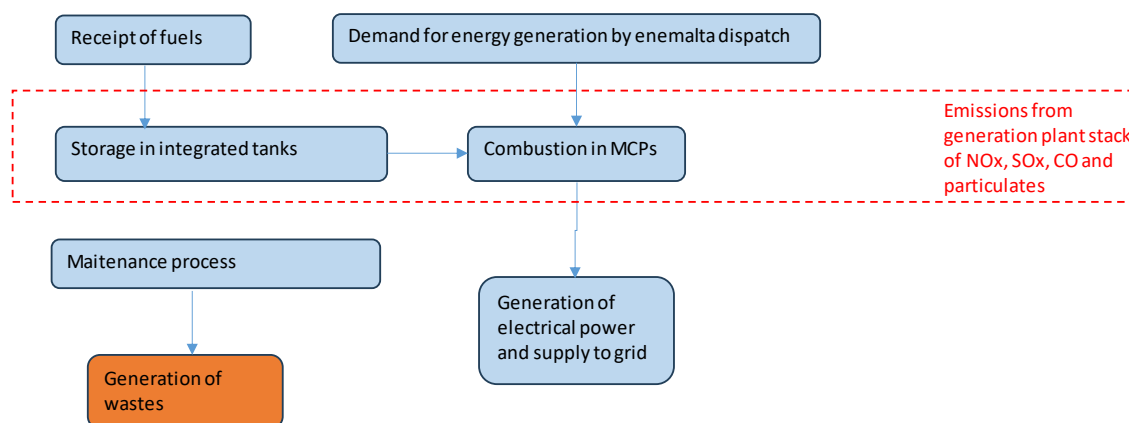 Receipt of fuels
Demand for energy generation by enemalta dispatch
Storage in integrated tanks
Combustion in MCPs
Emissions from
generation plant stack
of NOx, SOx, CO and
particulates
Maitenance process
Generation of
electrical power
and supply to grid
Generation of
wastes